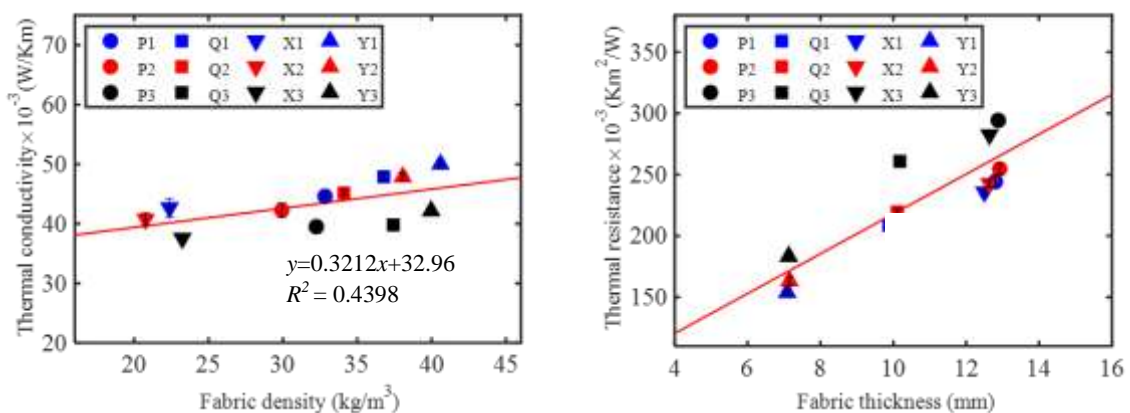 Thermal conductivity×10⁻³ (W/Km)
70
60
50
40
30
20
P1 Q1 X1 Y1
P2 Q2 X2 Y2
P3 Q3 X3 Y3
y=0.3212x+32.96
R² = 0.4398
20 25 30 35 40 45
Fabric density (kg/m³)
Thermal resistance×10⁻³ (Km²/W)
350
300
250
200
150
P1 Q1 X1 Y1
P2 Q2 X2 Y2
P3 Q3 X3 Y3
4 6 8 10 12 14 16
Fabric thickness (mm)